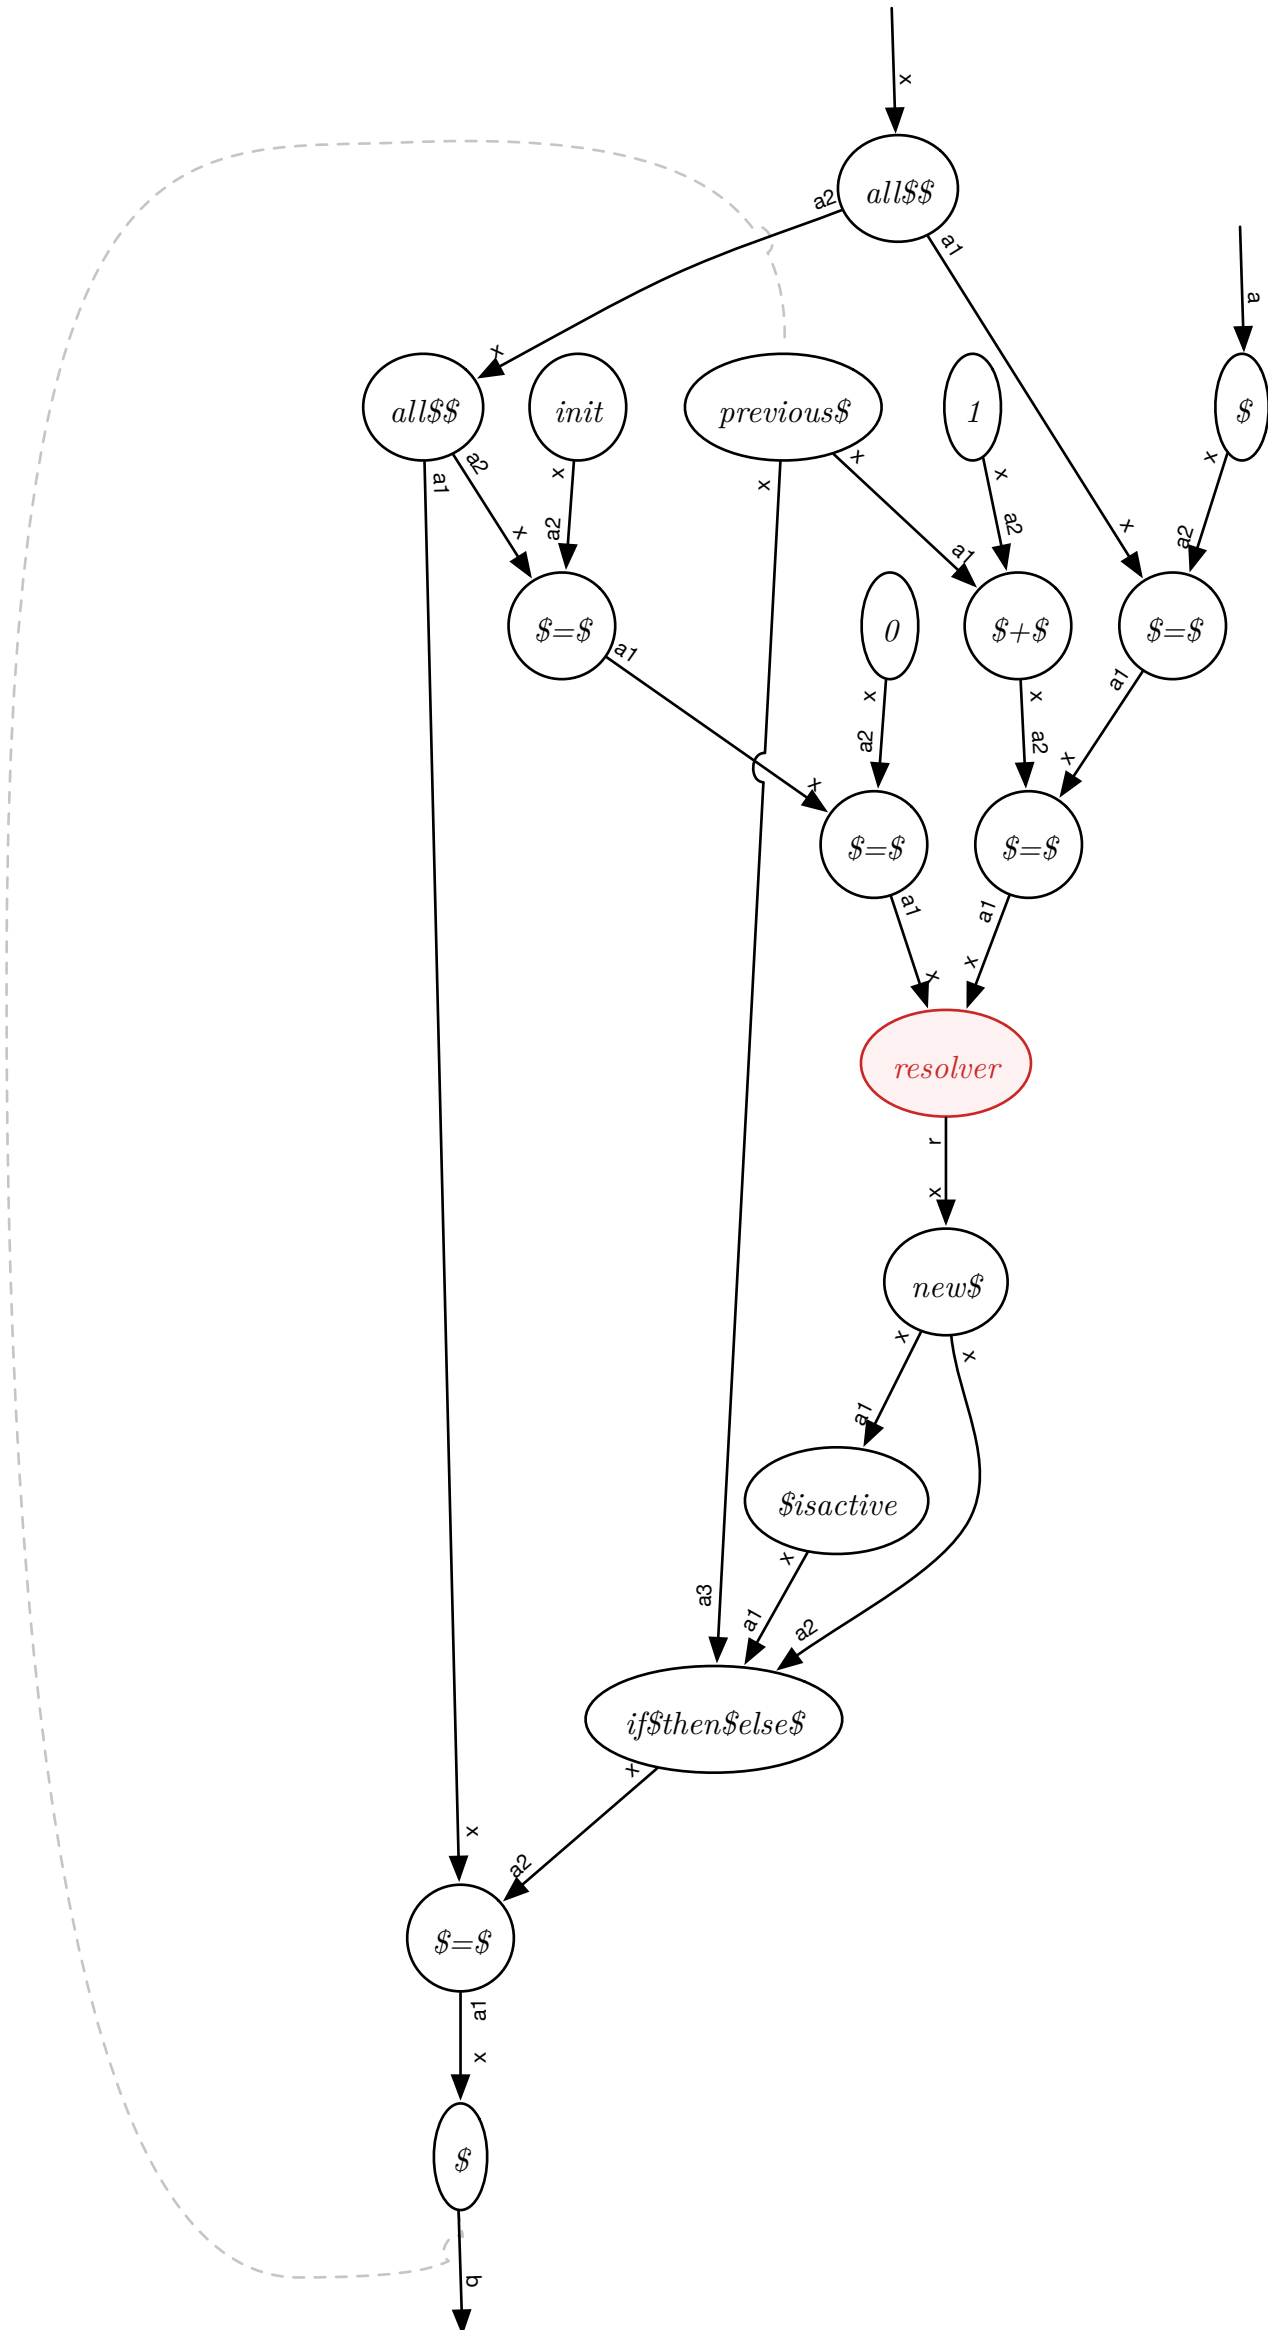 x
all$$
a2
a1
a
x
all$$
init
previous$
1
$
a1
a2
x
x
x
x
x
x
a2
a1
a2
x
a2
$=$
0
$+$
$=$
a1
x
x
a1
a2
a2
x
x
$=$
$=$
a1
a1
x
x
resolver
r
x
new$
x
x
a1
$isactive
x
a3
a1
a2
if$then$else$
x
x
a2
$=$
a1
x
$
q